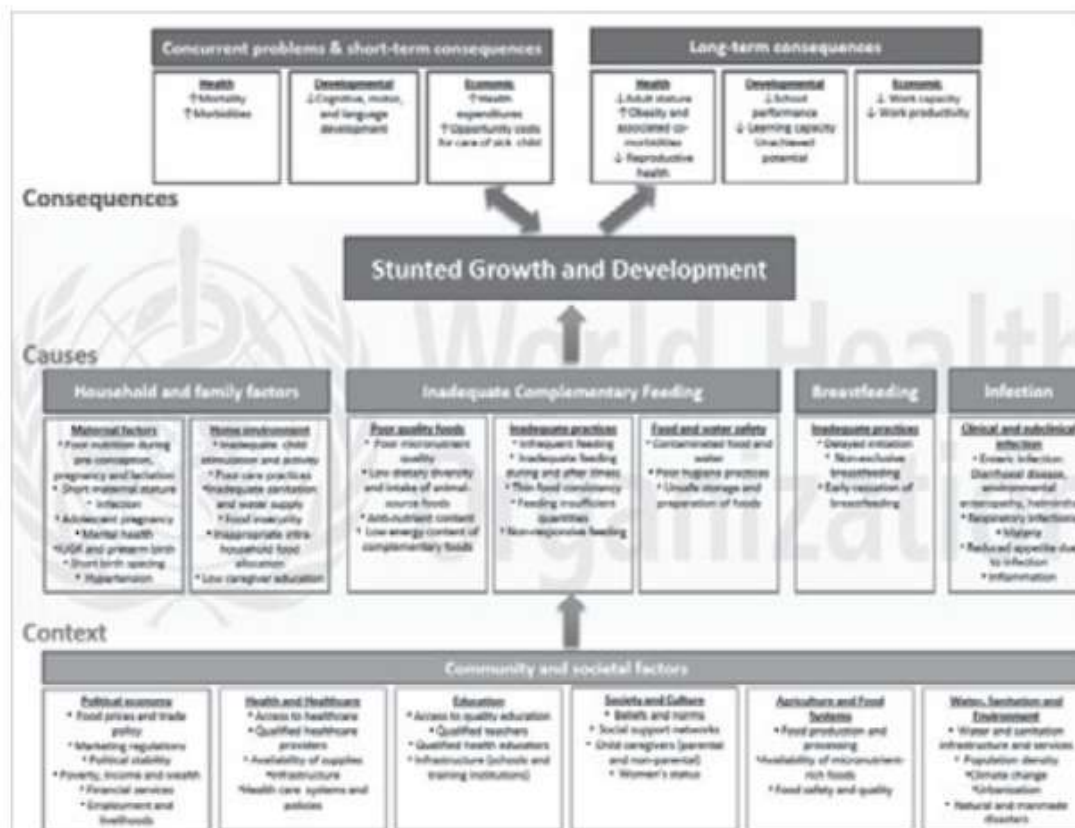 Concurrent problems & short-term consequences
Long-term consequences
Health
↑Mortality
↑Morbidities
Developmental
↓Cognitive, motor,
and language
development
Economic
↑Health
expenditures
↑Opportunity costs
for care of sick child
Health
↓Adult stature
↑Obesity and
associated co-
morbidities
↓ Reproductive
health
Developmental
↓School
performance
↓ Learning capacity
Unachieved
potential
Economic
↓ Work capacity
↓ Work productivity
Consequences
Stunted Growth and Development
Causes
Household and family factors
Inadequate Complementary Feeding
Breastfeeding
Infection
Maternal factors
• Poor nutrition during
pre-conception,
pregnancy and lactation
• Short maternal stature
• Infection
• Adolescent pregnancy
• Mental health
•IUGR and preterm birth
• Short birth spacing
• Hypertension
Home environment
• Inadequate child
stimulation and activity
• Poor care practices
•Inadequate sanitation
and water supply
• Food insecurity
• Inappropriate intra-
household food
allocation
• Low caregiver education
Poor quality foods
• Poor micronutrient
quality
• Low dietary diversity
and intake of animal-
source foods
• Anti-nutrient content
• Low energy content of
complementary foods
Inadequate practices
• Infrequent feeding
• Inadequate feeding
during and after illness
• Thin food consistency
• Feeding insufficient
quantities
• Non-responsive feeding
Food and water safety
• Contaminated food and
water
• Poor hygiene practices
• Unsafe storage and
preparation of foods
Inadequate practices
• Delayed initiation
• Non-exclusive
breastfeeding
• Early cessation of
breastfeeding
Clinical and subclinical
infection
• Enteric infection:
Diarrhoeal disease,
environmental
enteropathy, helminths
• Respiratory infections
• Malaria
• Reduced appetite due
to infection
• Inflammation
Context
Community and societal factors
Political economy
• Food prices and trade
policy
• Marketing regulations
• Political stability
• Poverty, income and wealth
• Financial services
• Employment and
livelihoods
Health and Healthcare
• Access to healthcare
• Qualified healthcare
providers
• Availability of supplies
•Infrastructure
•Health care systems and
policies
Education
• Access to quality education
• Qualified teachers
• Qualified health educators
• Infrastructure (schools and
training institutions)
Society and Culture
• Beliefs and norms
• Social support networks
• Child caregivers (parental
and non-parental)
• Women's status
Agriculture and Food
Systems
• Food production and
processing
•Availability of micronutrient-
rich foods
• Food safety and quality
Water, Sanitation and
Environment
• Water and sanitation
infrastructure and services
• Population density
•Climate change
•Urbanization
• Natural and manmade
disasters
World Health
Organization